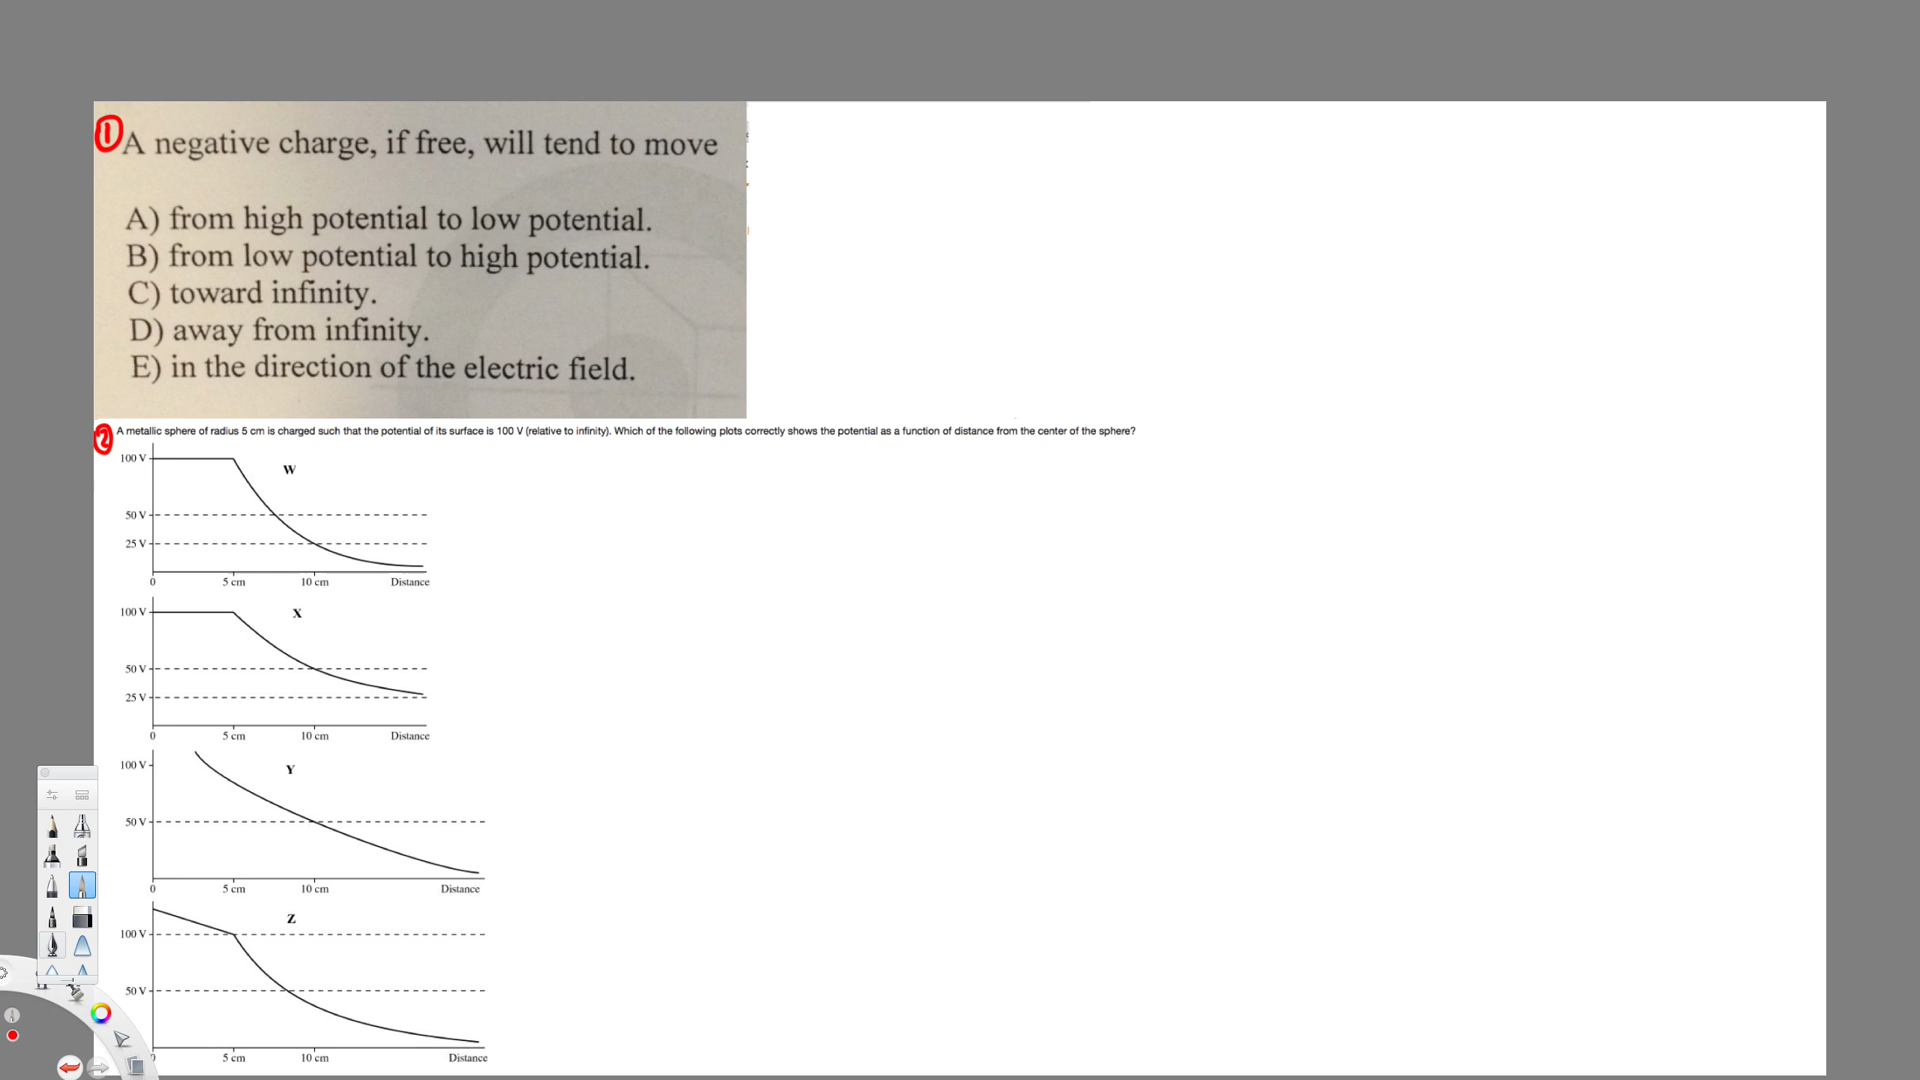 ①A negative charge, if free, will tend to move
A) from high potential to low potential.
B) from low potential to high potential.
C) toward infinity.
D) away from infinity.
E) in the direction of the electric field.
② A metallic sphere of radius 5 cm is charged such that the potential of its surface is 100 V (relative to infinity). Which of the following plots correctly shows the potential as a function of distance from the center of the sphere?
100 V
W
50 V
25 V
0 5 cm 10 cm Distance
100 V
X
50 V
25 V
0 5 cm 10 cm Distance
100 V
Y
50 V
0 5 cm 10 cm Distance
Z
100 V
50 V
0 5 cm 10 cm Distance